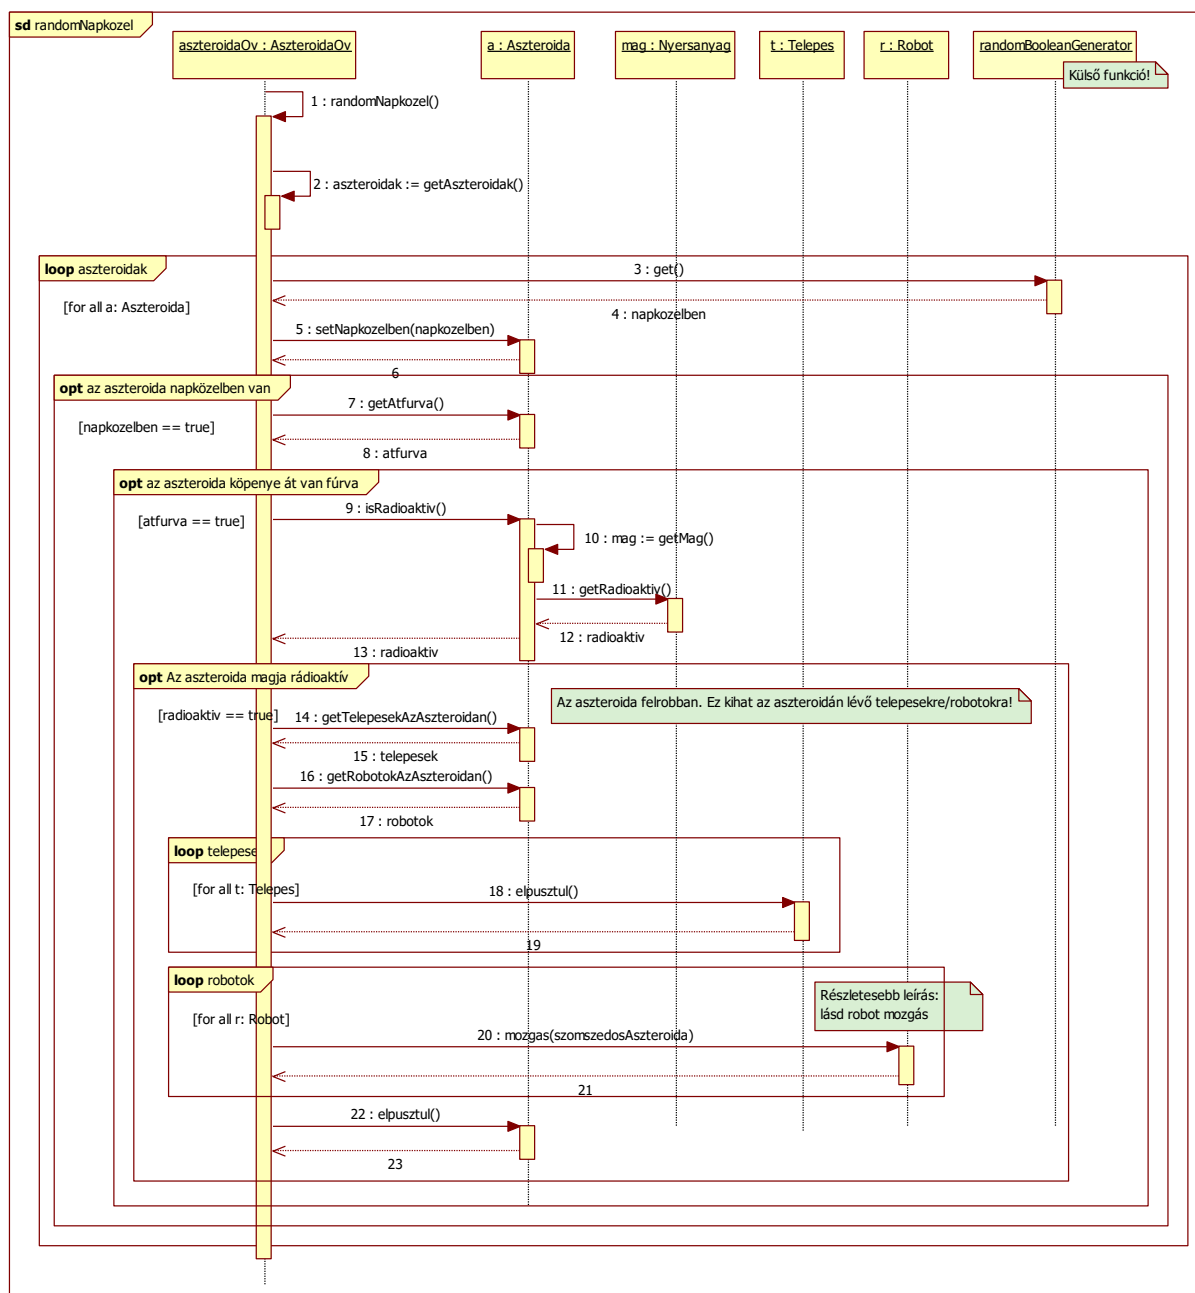 sd randomNapkozel
aszteroidaOv : AszteroidaOv
a : Aszteroida
mag : Nyersanyag
t : Telepes
r : Robot
randomBooleanGenerator
Külső funkció!
1 : randomNapkozel()
2 : aszteroidak := getAszteroidak()
loop aszteroidak
3 : get()
[for all a: Aszteroida]
4 : napkozelben
5 : setNapkozelben(napkozelben)
6
opt az aszteroida napközelben van
7 : getAtfurva()
[napkozelben == true]
8 : atfurva
opt az aszteroida köpenye át van fúrva
9 : isRadioaktiv()
[atfurva == true]
10 : mag := getMag()
11 : getRadioaktiv()
12 : radioaktiv
13 : radioaktiv
opt Az aszteroida magja rádioaktív
Az aszteroida felrobban. Ez kihat az aszteroidán lévő telepesekre/robotokra!
[radioaktiv == true]
14 : getTelepesekAzAszteroidan()
15 : telepesek
16 : getRobotokAzAszteroidan()
17 : robotok
loop telepese
[for all t: Telepes]
18 : elpusztul()
19
loop robotok
Részletesebb leírás:
lásd robot mozgás
[for all r: Robot]
20 : mozgas(szomszedosAszteroida)
21
22 : elpusztul()
23